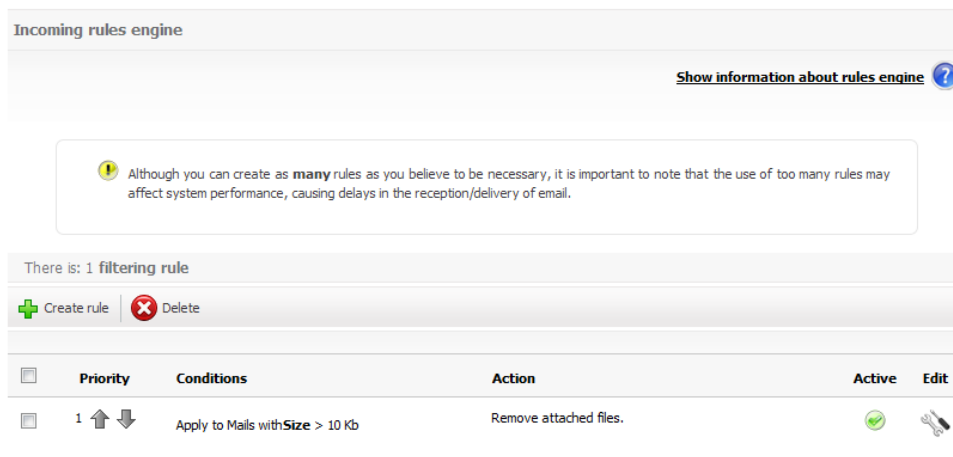 Incoming rules engine
Show information about rules engine
Although you can create as many rules as you believe to be necessary, it is important to note that the use of too many rules may
affect system performance, causing delays in the reception/delivery of email.
There is: 1 filtering rule
Create rule Delete
Priority Conditions Action Active Edit
1 Apply to Mails withSize > 10 Kb Remove attached files.